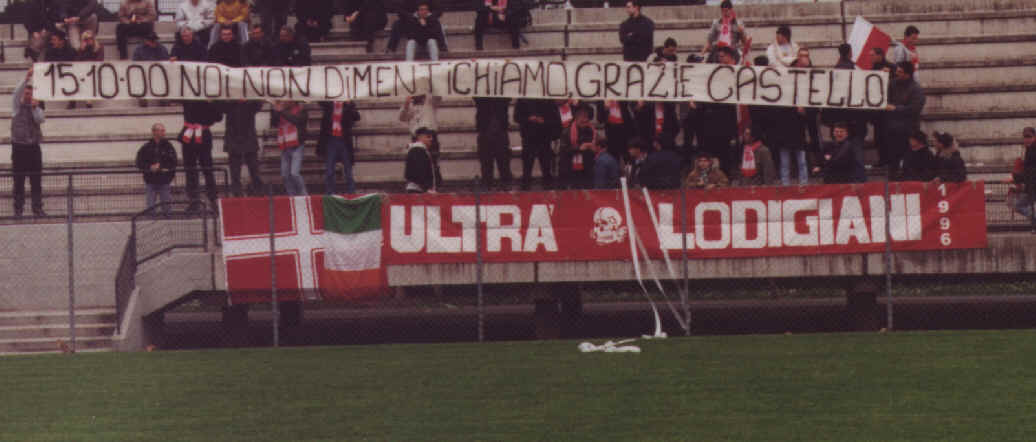 15·10·00 NOI NON DIMENTICHIAMO, GRAZIE CASTELLO
ULTRA' LODIGIANI 1996